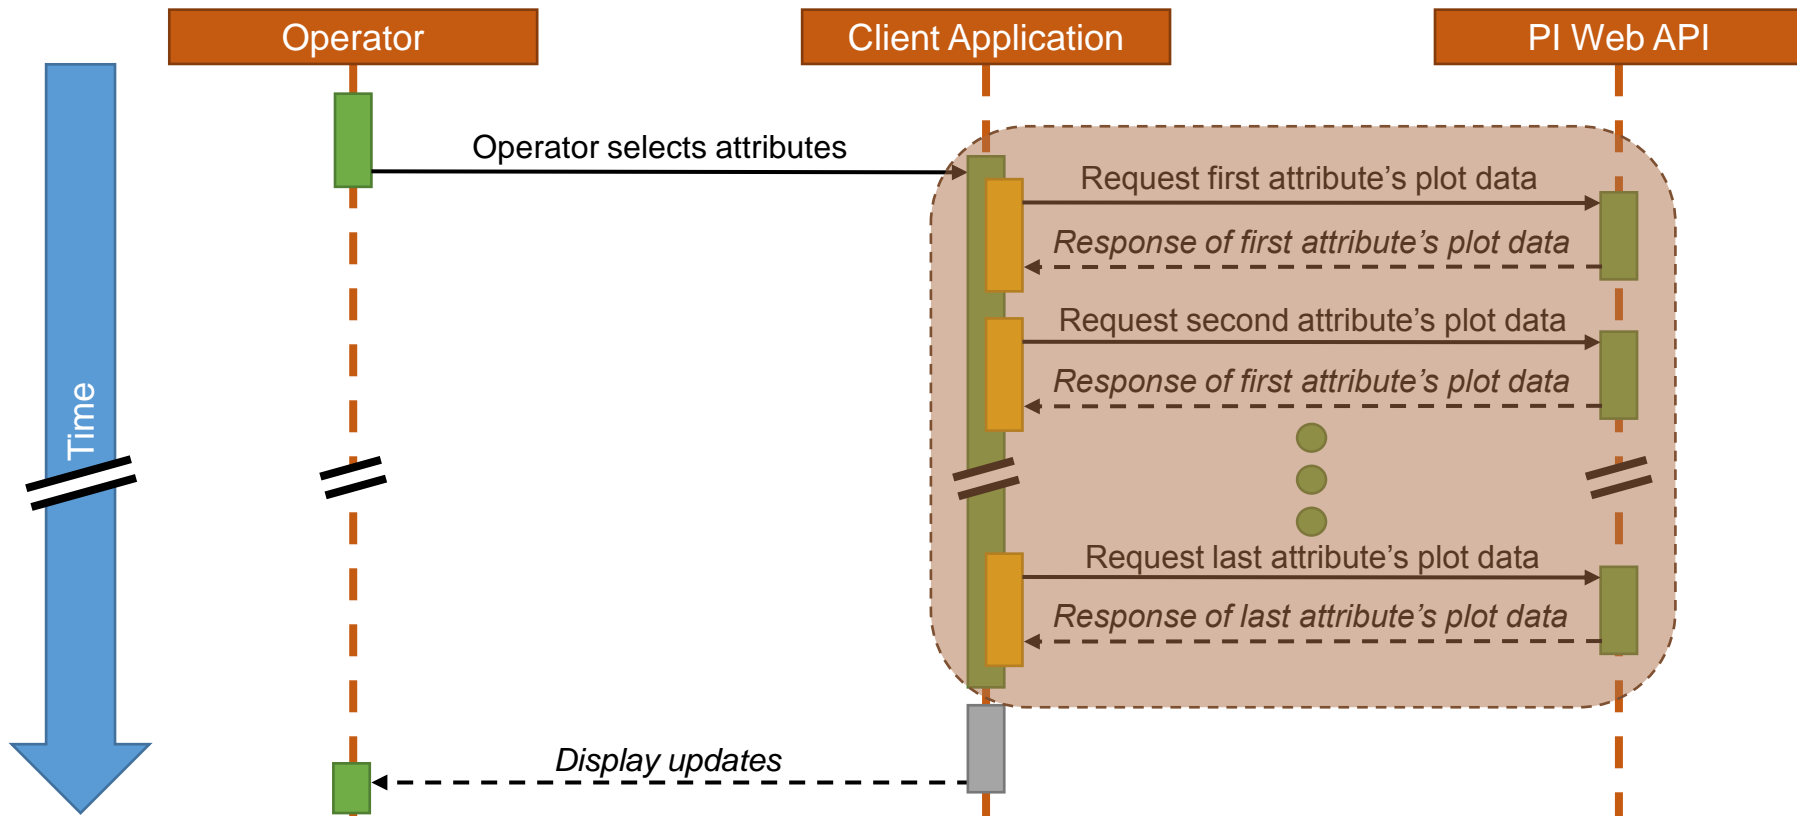 Operator
Client Application
PI Web API
Operator selects attributes
Request first attribute’s plot data
Response of first attribute’s plot data
Request second attribute’s plot data
Response of first attribute’s plot data
Time
Request last attribute’s plot data
Response of last attribute’s plot data
Display updates